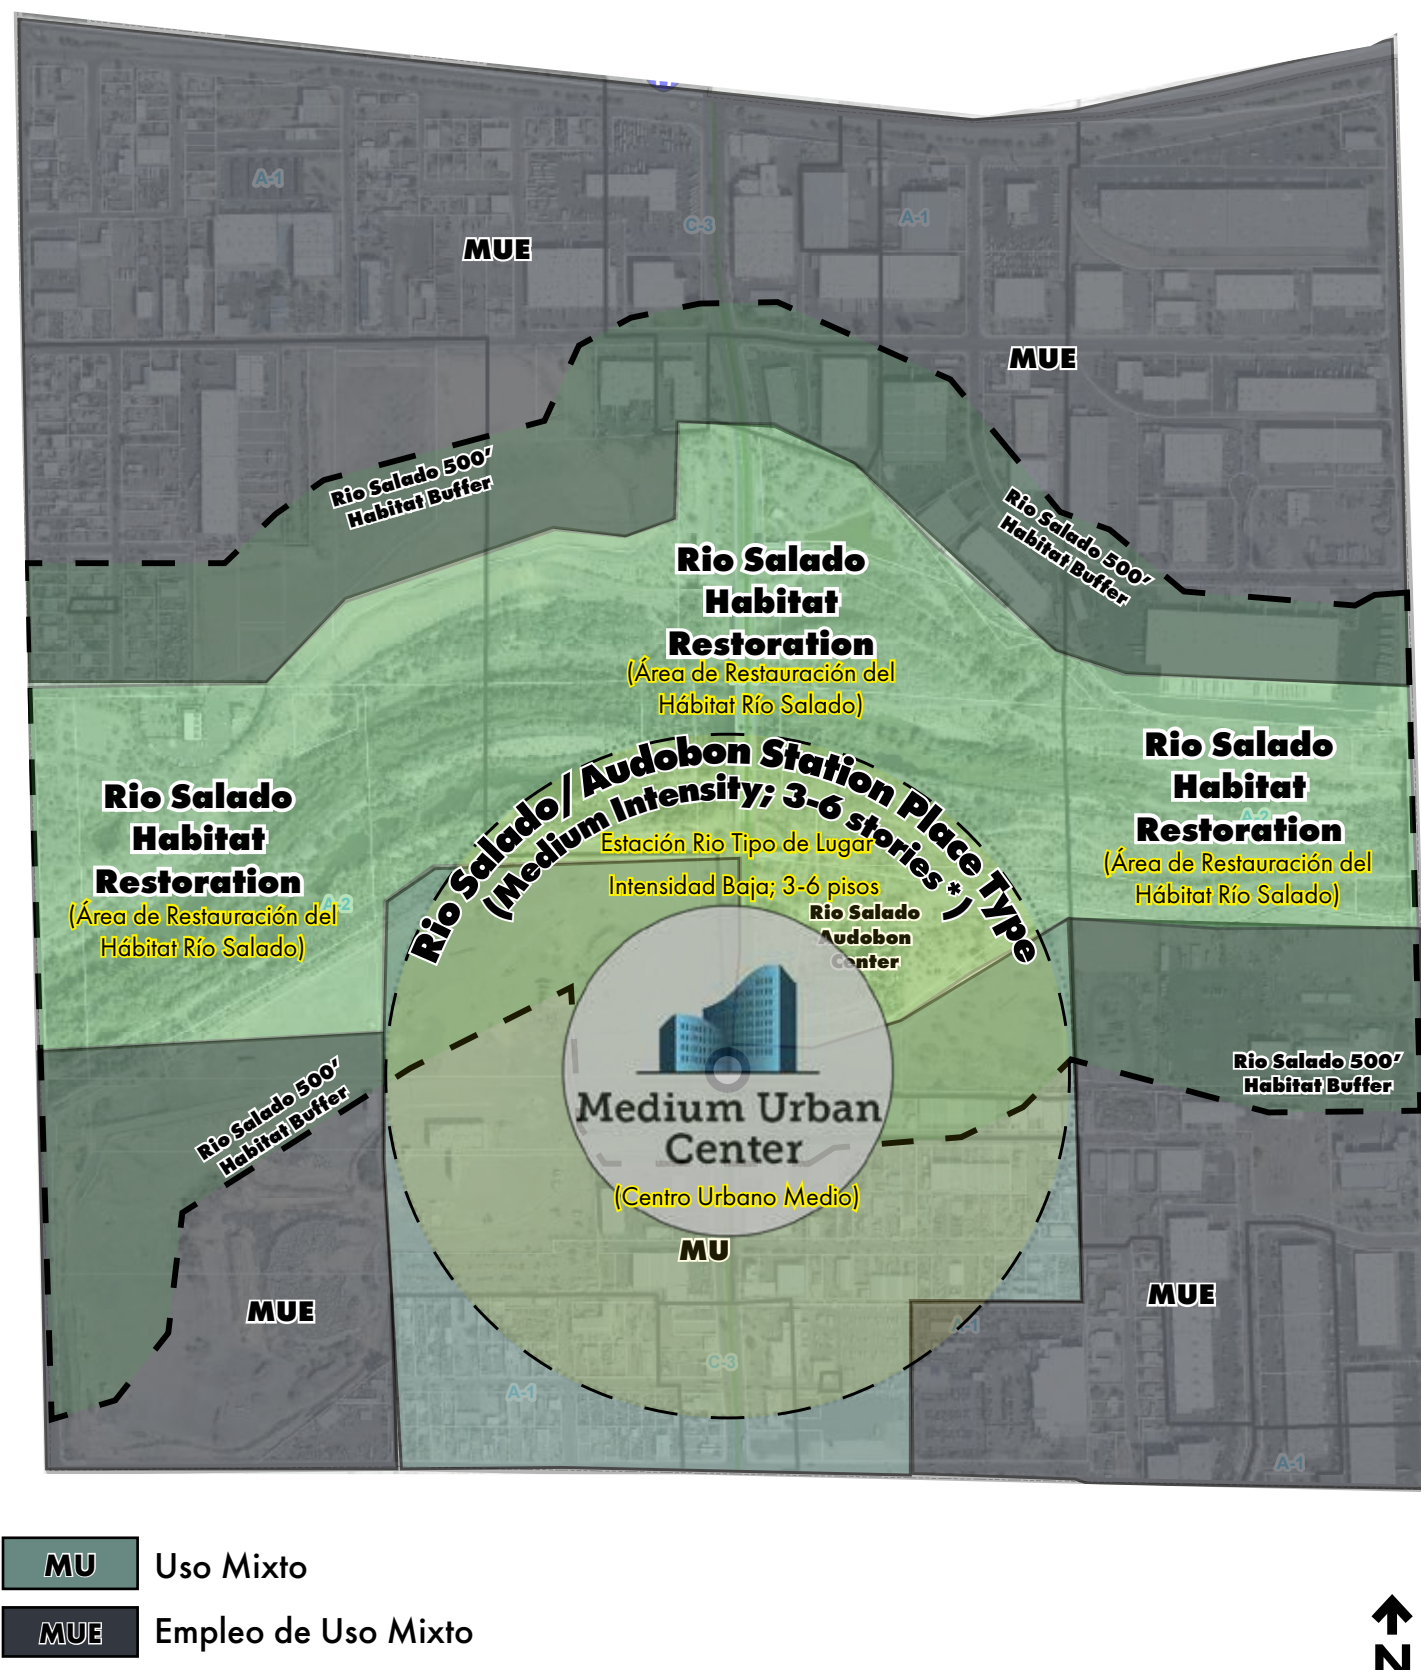 A-1
C-3
A-1
MUE
MUE
Rio Salado 500’
Habitat Buffer
Rio Salado 500’
Habitat Buffer
Rio Salado
Habitat
Restoration
(Área de Restauración del
Hábitat Río Salado)
Rio Salado
Habitat
Restoration
(Área de Restauración del
Hábitat Río Salado)
A-2
Rio Salado
Habitat
Restoration
(Área de Restauración del
Hábitat Río Salado)
A-2
Rio Salado/ Audobon Station Place Type
(Medium Intensity; 3-6 stories *)
Estación Rio Tipo de Lugar
Intensidad Baja; 3-6 pisos
Rio Salado
Audobon
Center
Medium Urban
Center
(Centro Urbano Medio)
MU
Rio Salado 500’
Habitat Buffer
Rio Salado 500’
Habitat Buffer
MUE
MUE
A-1
C-3
A-1
A-1
MU Uso Mixto
MUE Empleo de Uso Mixto
N